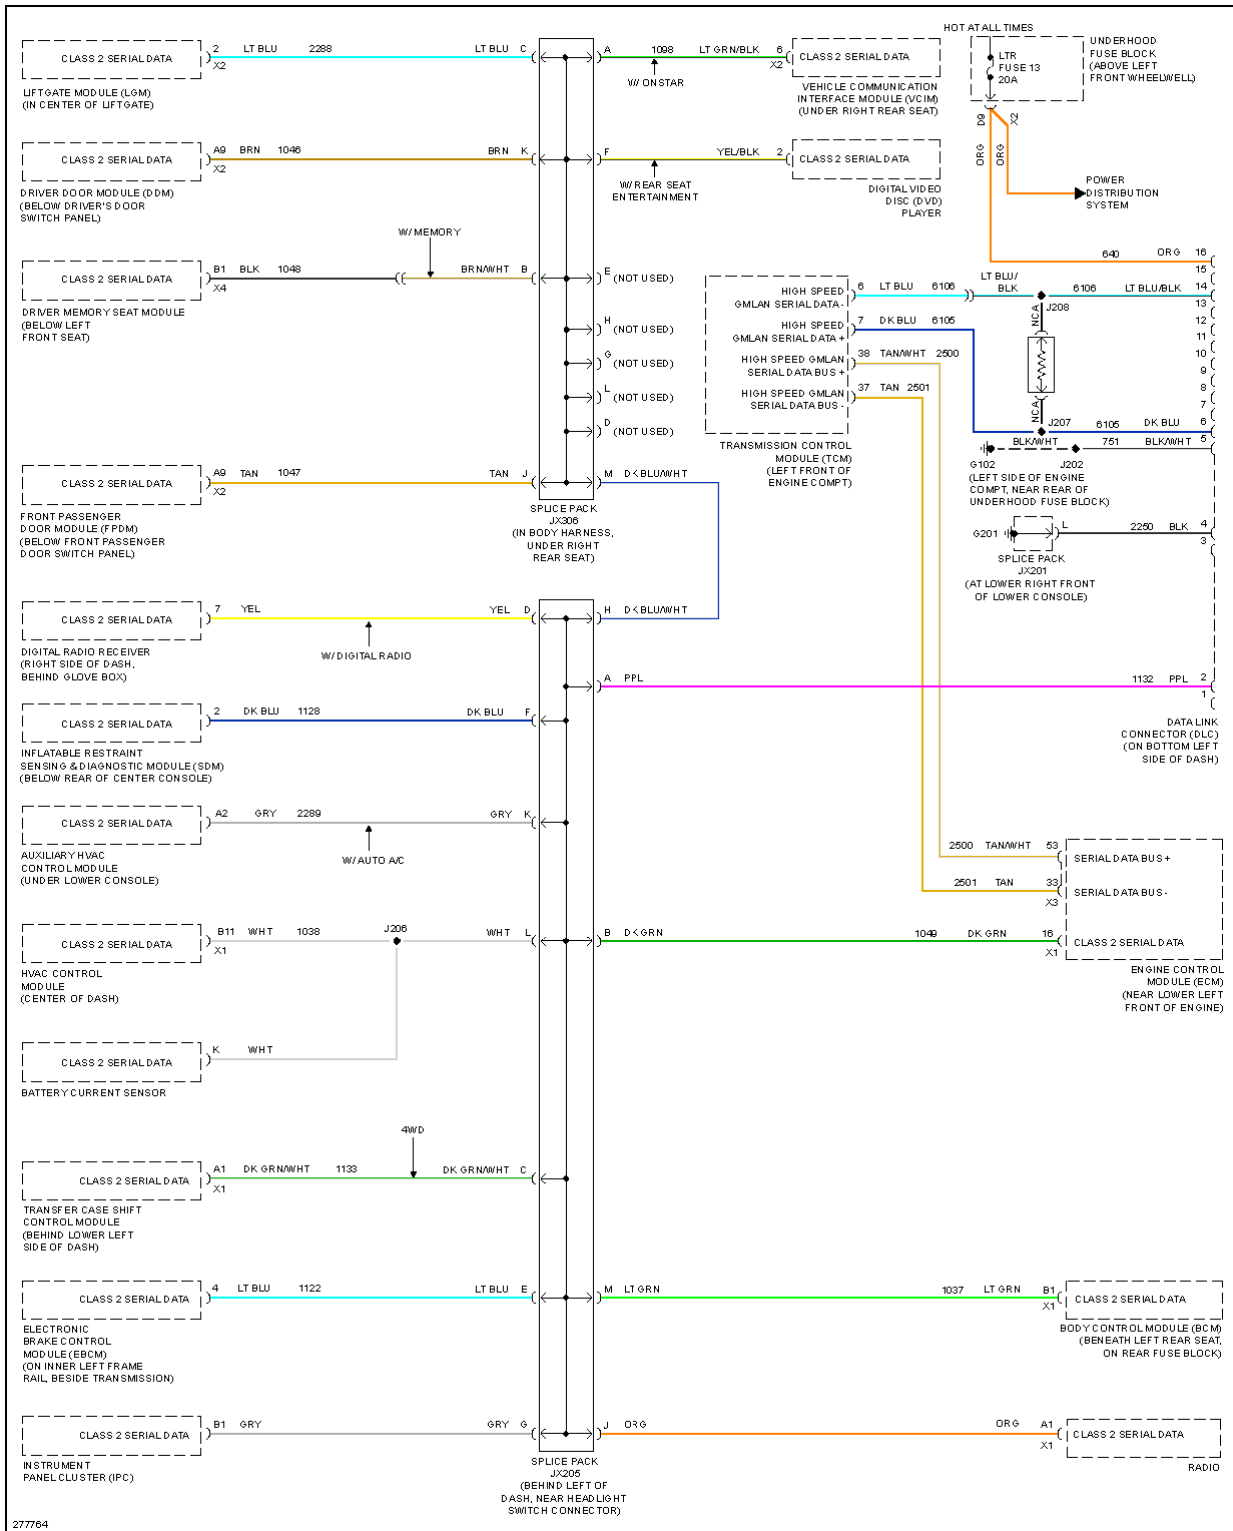 HOT AT ALL TIMES
UNDERHOOD
FUSE BLOCK
(ABOVE LEFT
FRONT WHEELWELL)
LTR
FUSE 13
20A
D9
X2
ORG
ORG
POWER
DISTRIBUTION
SYSTEM
CLASS 2 SERIAL DATA
2
X2
LT BLU
2288
LT BLU
C
LIFTGATE MODULE (LGM)
(IN CENTER OF LIFTGATE)
A
1098
LT GRN/BLK
6
X2
W/ ONSTAR
CLASS 2 SERIAL DATA
VEHICLE COMMUNICATION
INTERFACE MODULE (VCIM)
(UNDER RIGHT REAR SEAT)
CLASS 2 SERIAL DATA
A9
X2
BRN
1046
BRN
K
DRIVER DOOR MODULE (DDM)
(BELOW DRIVER'S DOOR
SWITCH PANEL)
F
YEL/BLK
2
W/ REAR SEAT
ENTERTAINMENT
CLASS 2 SERIAL DATA
DIGITAL VIDEO
DISC (DVD)
PLAYER
W/ MEMORY
CLASS 2 SERIAL DATA
B1
X4
BLK
1048
BRN/WHT
B
DRIVER MEMORY SEAT MODULE
(BELOW LEFT
FRONT SEAT)
E
(NOT USED)
H
(NOT USED)
G
(NOT USED)
L
(NOT USED)
D
(NOT USED)
HIGH SPEED
GMLAN SERIAL DATA-
HIGH SPEED
GMLAN SERIAL DATA +
HIGH SPEED GMLAN
SERIAL DATA BUS +
HIGH SPEED GMLAN
SERIAL DATA BUS -
TRANSMISSION CONTROL
MODULE (TCM)
(LEFT FRONT OF
ENGINE COMPT)
6
LT BLU
6106
LT BLU/
BLK
J208
6106
LT BLU/BLK
7
DK BLU
6105
38
TAN/WHT
2500
37
TAN
2501
NCA
NCA
J207
6105
DK BLU
640
ORG
16
15
14
13
12
11
10
9
8
7
6
5
4
3
2
1
BLK/WHT
751
BLK/WHT
G102
J202
(LEFT SIDE OF ENGINE
COMPT, NEAR REAR OF
UNDERHOOD FUSE BLOCK)
G201
L
2250
BLK
SPLICE PACK
JX201
(AT LOWER RIGHT FRONT
OF LOWER CONSOLE)
CLASS 2 SERIAL DATA
A9
X2
TAN
1047
TAN
J
FRONT PASSENGER
DOOR MODULE (FPDM)
(BELOW FRONT PASSENGER
DOOR SWITCH PANEL)
M
DK BLU/WHT
SPLICE PACK
JX306
(IN BODY HARNESS,
UNDER RIGHT
REAR SEAT)
CLASS 2 SERIAL DATA
7
YEL
YEL
D
W/ DIGITAL RADIO
DIGITAL RADIO RECEIVER
(RIGHT SIDE OF DASH,
BEHIND GLOVE BOX)
H
DK BLU/WHT
A
PPL
1132
PPL
DATA LINK
CONNECTOR (DLC)
(ON BOTTOM LEFT
SIDE OF DASH)
CLASS 2 SERIAL DATA
2
DK BLU
1128
DK BLU
F
INFLATABLE RESTRAINT
SENSING & DIAGNOSTIC MODULE (SDM)
(BELOW REAR OF CENTER CONSOLE)
CLASS 2 SERIAL DATA
A2
GRY
2289
GRY
K
W/ AUTO A/C
AUXILIARY HVAC
CONTROL MODULE
(UNDER LOWER CONSOLE)
2500
TAN/WHT
53
SERIAL DATA BUS +
2501
TAN
33
X3
SERIAL DATA BUS -
CLASS 2 SERIAL DATA
B11
X1
WHT
1038
J206
WHT
L
HVAC CONTROL
MODULE
(CENTER OF DASH)
B
DK GRN
1049
DK GRN
16
X1
CLASS 2 SERIAL DATA
ENGINE CONTROL
MODULE (ECM)
(NEAR LOWER LEFT
FRONT OF ENGINE)
CLASS 2 SERIAL DATA
K
WHT
BATTERY CURRENT SENSOR
4WD
CLASS 2 SERIAL DATA
A1
X1
DK GRN/WHT
1133
DK GRN/WHT
C
TRANSFER CASE SHIFT
CONTROL MODULE
(BEHIND LOWER LEFT
SIDE OF DASH)
CLASS 2 SERIAL DATA
4
LT BLU
1122
LT BLU
E
ELECTRONIC
BRAKE CONTROL
MODULE (EBCM)
(ON INNER LEFT FRAME
RAIL, BESIDE TRANSMISSION)
M
LT GRN
1037
LT GRN
B1
X1
CLASS 2 SERIAL DATA
BODY CONTROL MODULE (BCM)
(BENEATH LEFT REAR SEAT,
ON REAR FUSE BLOCK)
CLASS 2 SERIAL DATA
B1
GRY
GRY
G
INSTRUMENT
PANEL CLUSTER (IPC)
J
ORG
ORG
A1
X1
CLASS 2 SERIAL DATA
RADIO
SPLICE PACK
JX205
(BEHIND LEFT OF
DASH, NEAR HEADLIGHT
SWITCH CONNECTOR)
277764